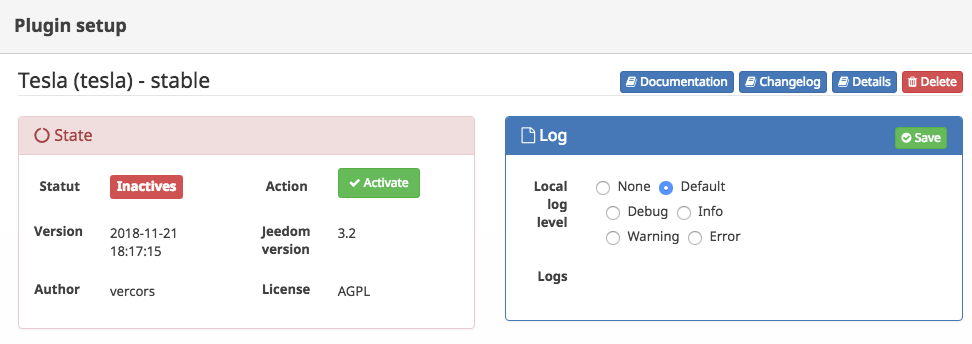 Plugin setup
Tesla (tesla) - stable
Documentation Changelog Details Delete
State
Statut Inactives Action Activate
Version 2018-11-21 18:17:15 Jeedom version 3.2
Author vercors License AGPL
Log Save
Local log level None Default
Debug Info
Warning Error
Logs